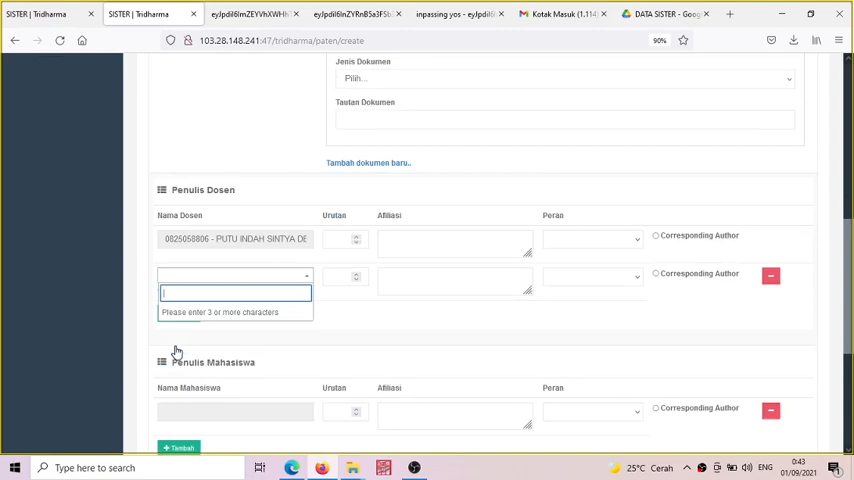 SISTER | Tridharma
SISTER | Tridharma
inpassing yos - eyJpdil6
Kotak Masuk (1.114)
DATA SISTER - Goog
103.28.148.241:47/tridharma/paten/create
90%
Jenis Dokumen
Pilih...
Tautan Dokumen
Tambah dokumen baru..
Penulis Dosen
Nama Dosen Urutan Afiliasi Peran
0825058806 - PUTU INDAH SINTYA DE
Corresponding Author
Corresponding Author
Please enter 3 or more characters
Penulis Mahasiswa
Nama Mahasiswa Urutan Afiliasi Peran
Corresponding Author
+ Tambah
Type here to search
25°C Cerah
ENG
0:43
01/09/2021